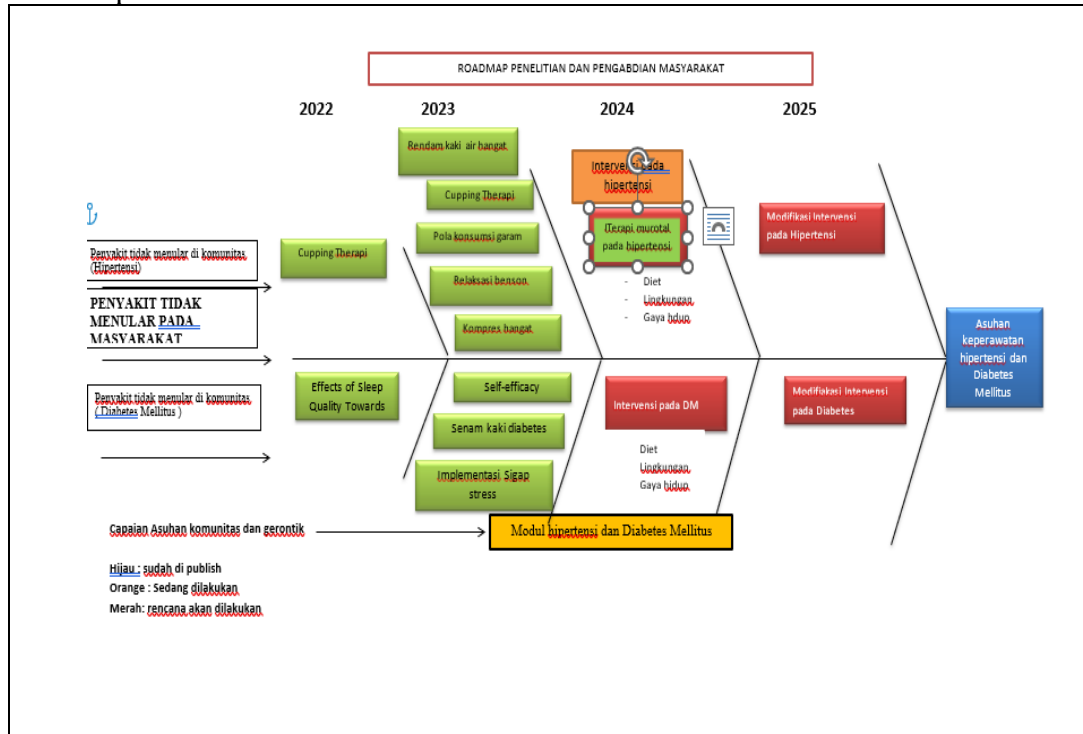 ROADMAP PENELITIAN DAN PENGABDIAN MASYARAKAT
2022
2023
2024
2025
Rendam kaki air hangat
Cupping Therapi
Pola konsumsi garam
Relaksasi benson
Kompres hangat
Cupping Therapi
Intervensi pada
hipertensi
Terapi murotal
pada hipertensi
- Diet
- Lingkungan
- Gaya hdup
Modifikasi Intervensi
pada Hipertensi
Penyakit tidak menular di komunitas
(Hipertensi)
PENYAKIT TIDAK
MENULAR PADA
MASYARAKAT
Penyakit tidak menular di komunitas
( Diabetes Mellitus )
Effects of Sleep
Quality Towards
Self-efficacy
Senam kaki diabetes
Implementasi Sigap
stress
Intervensi pada DM
Diet
Lingkungan
Gaya hidup
Modifiakasi Intervensi
pada Diabetes
Asuhan
keperawatan
hipertensi dan
Diabetes
Mellitus
Capaian Asuhan komunitas dan gerontik
Modul hipertensi dan Diabetes Mellitus
Hijau : sudah di publish
Orange : Sedang dilakukan
Merah: rencana akan dilakukan